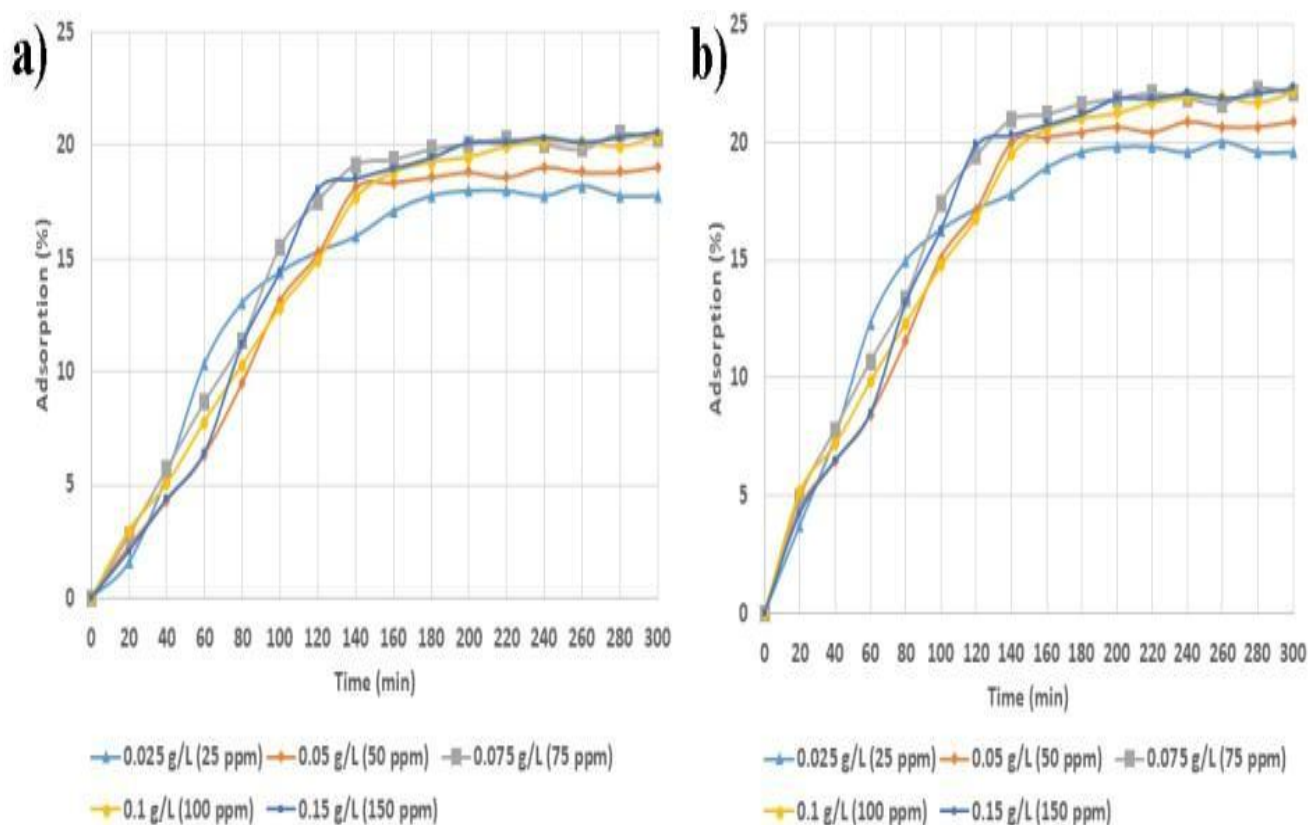 a)
25
20
15
10
5
0
Adsorption (%)
0 20 40 60 80 100 120 140 160 180 200 220 240 260 280 300
Time (min)
0.025 g/L (25 ppm) 0.05 g/L (50 ppm) 0.075 g/L (75 ppm)
0.1 g/L (100 ppm) 0.15 g/L (150 ppm)
b)
25
20
15
10
5
0
Adsorption (%)
0 20 40 60 80 100 120 140 160 180 200 220 240 260 280 300
Time (min)
0.025 g/L (25 ppm) 0.05 g/L (50 ppm) 0.075 g/L (75 ppm)
0.1 g/L (100 ppm) 0.15 g/L (150 ppm)